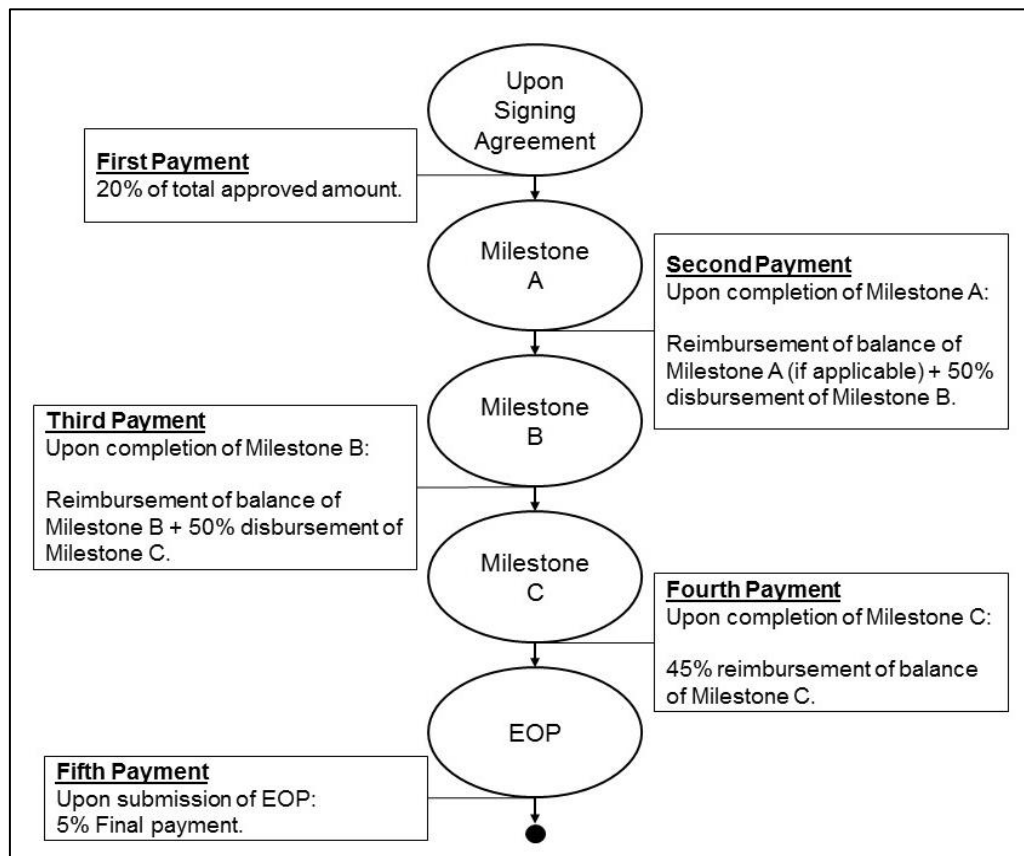 Upon
Signing
Agreement
First Payment
20% of total approved amount.
Milestone
A
Second Payment
Upon completion of Milestone A:
Reimbursement of balance of
Milestone A (if applicable) + 50%
disbursement of Milestone B.
Milestone
B
Third Payment
Upon completion of Milestone B:
Reimbursement of balance of
Milestone B + 50% disbursement of
Milestone C.
Milestone
C
Fourth Payment
Upon completion of Milestone C:
45% reimbursement of balance
of Milestone C.
EOP
Fifth Payment
Upon submission of EOP:
5% Final payment.